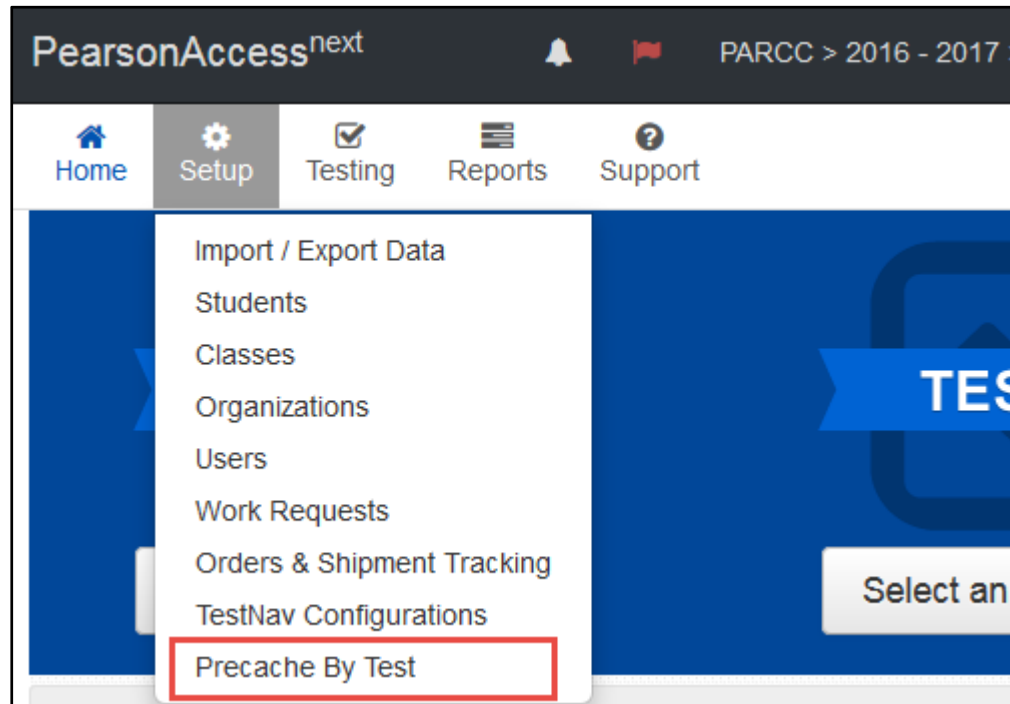 PearsonAccessnext
PARCC > 2016 - 2017
Home Setup Testing Reports Support
Import / Export Data
Students
Classes
Organizations
Users
Work Requests
Orders & Shipment Tracking
TestNav Configurations
Precache By Test
TES
Select an